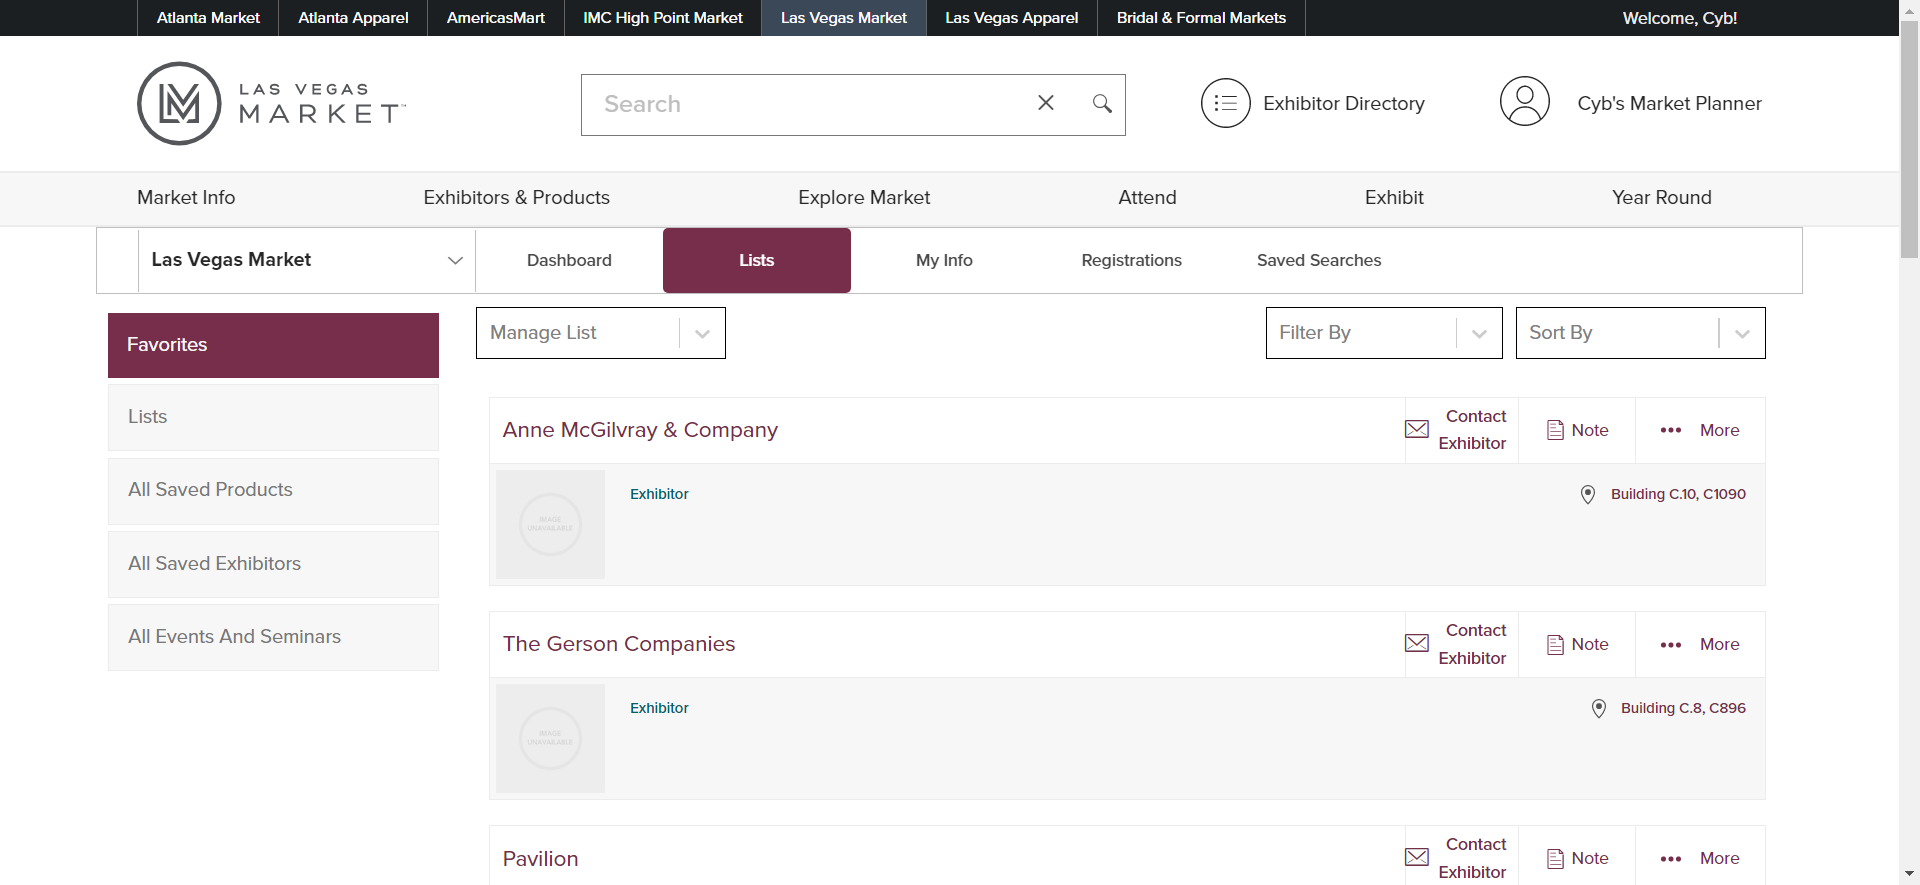 Atlanta Market
Atlanta Apparel
AmericasMart
IMC High Point Market
Las Vegas Market
Las Vegas Apparel
Bridal & Formal Markets
Welcome, Cyb!
LAS VEGAS
MARKET™
Search
Exhibitor Directory
Cyb's Market Planner
Market Info
Exhibitors & Products
Explore Market
Attend
Exhibit
Year Round
Las Vegas Market
Dashboard
Lists
My Info
Registrations
Saved Searches
Favorites
Lists
All Saved Products
All Saved Exhibitors
All Events And Seminars
Manage List
Filter By
Sort By
Anne McGilvray & Company
Contact
Exhibitor
Note
More
IMAGE
UNAVAILABLE
Exhibitor
Building C.10, C1090
The Gerson Companies
Contact
Exhibitor
Note
More
IMAGE
UNAVAILABLE
Exhibitor
Building C.8, C896
Pavilion
Contact
Exhibitor
Note
More